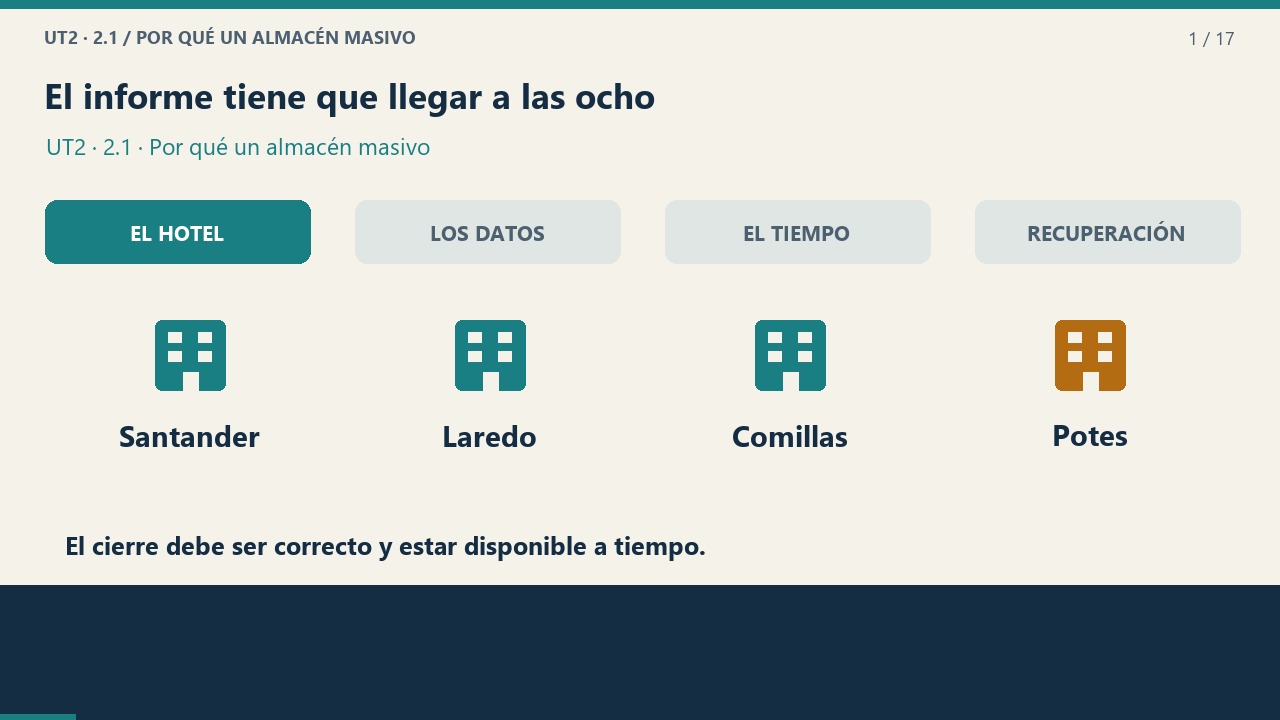 UT2 · 2.1 / POR QUÉ UN ALMACÉN MASIVO
1 / 17
El informe tiene que llegar a las ocho
UT2 · 2.1 · Por qué un almacén masivo
EL HOTEL
LOS DATOS
EL TIEMPO
RECUPERACIÓN
Santander
Laredo
Comillas
Potes
El cierre debe ser correcto y estar disponible a tiempo.